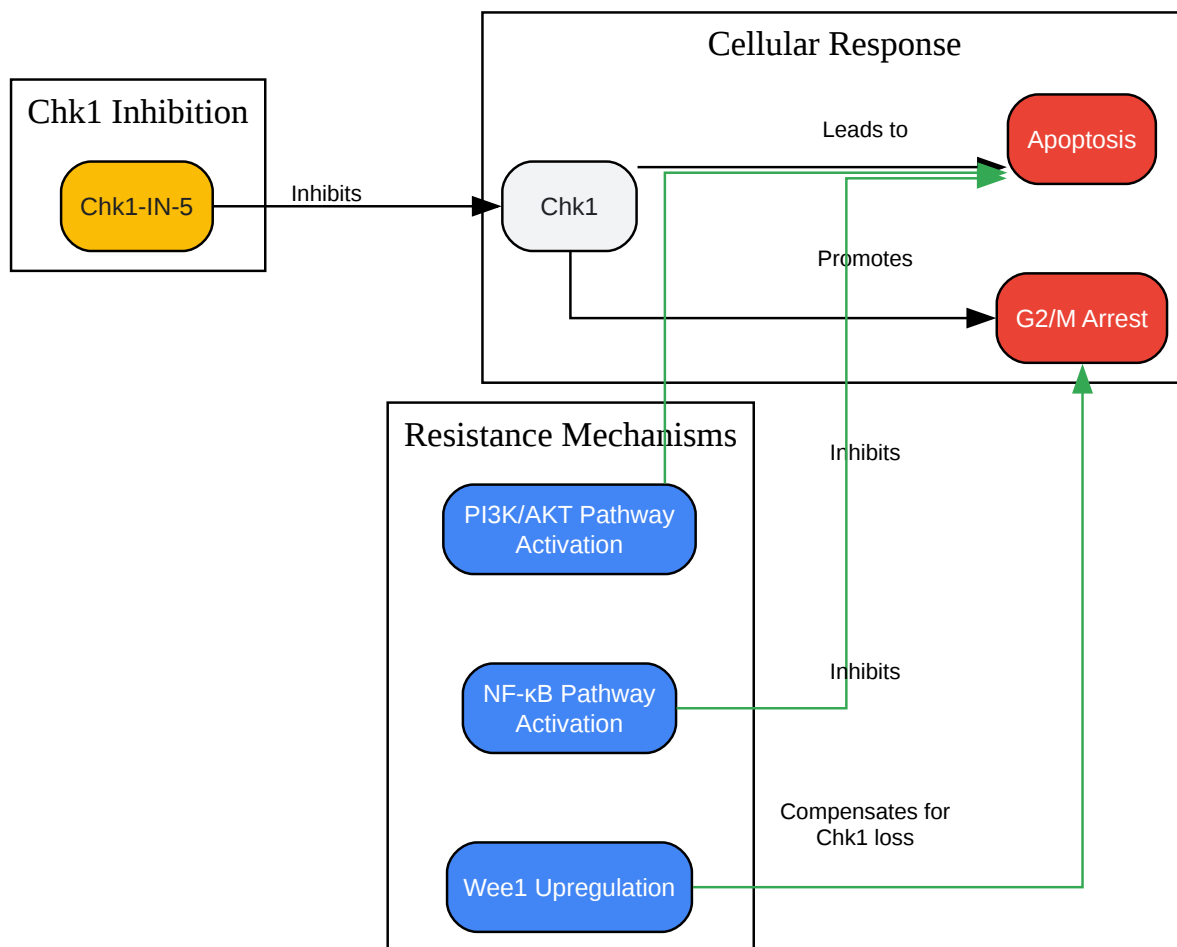 Cellular Response
Chk1 Inhibition
Leads to
Apoptosis
Chk1-IN-5
Inhibits
Chk1
Promotes
G2/M Arrest
Resistance Mechanisms
Inhibits
PI3K/AKT Pathway
Activation
Inhibits
NF-κB Pathway
Activation
Compensates for
Chk1 loss
Wee1 Upregulation